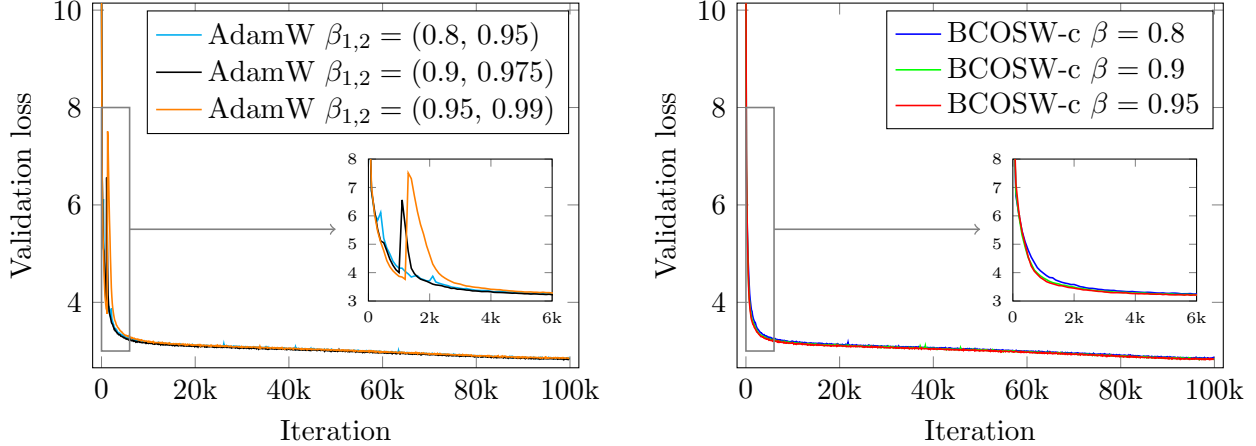 10
8
6
4
Validation loss
AdamW β1,2 = (0.8, 0.95)
AdamW β1,2 = (0.9, 0.975)
AdamW β1,2 = (0.95, 0.99)
8
7
6
5
4
3
0 2k 4k 6k
0 20k 40k 60k 80k 100k
Iteration
10
8
6
4
Validation loss
BCOSW-c β = 0.8
BCOSW-c β = 0.9
BCOSW-c β = 0.95
8
7
6
5
4
3
0 2k 4k 6k
0 20k 40k 60k 80k 100k
Iteration